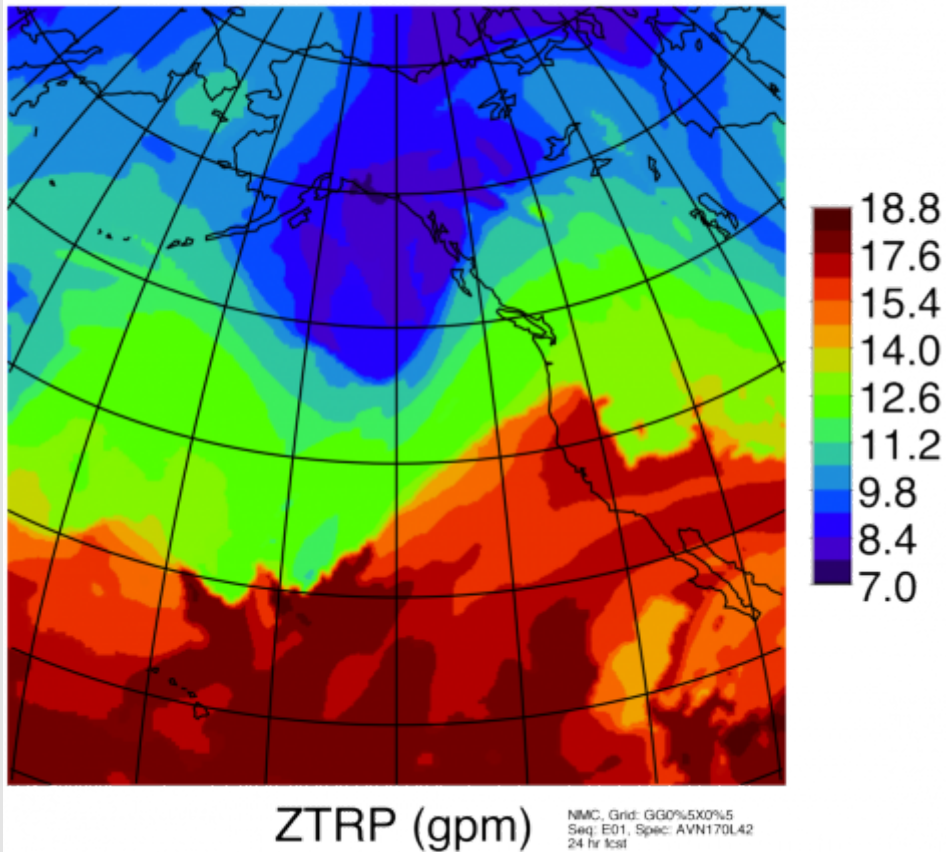 18.8
17.6
15.4
14.0
12.6
11.2
9.8
8.4
7.0
ZTRP (gpm)
NMC, Grid: GG0%5X0%5
Seq: E01, Spec: AVN170L42
24 hr fcst